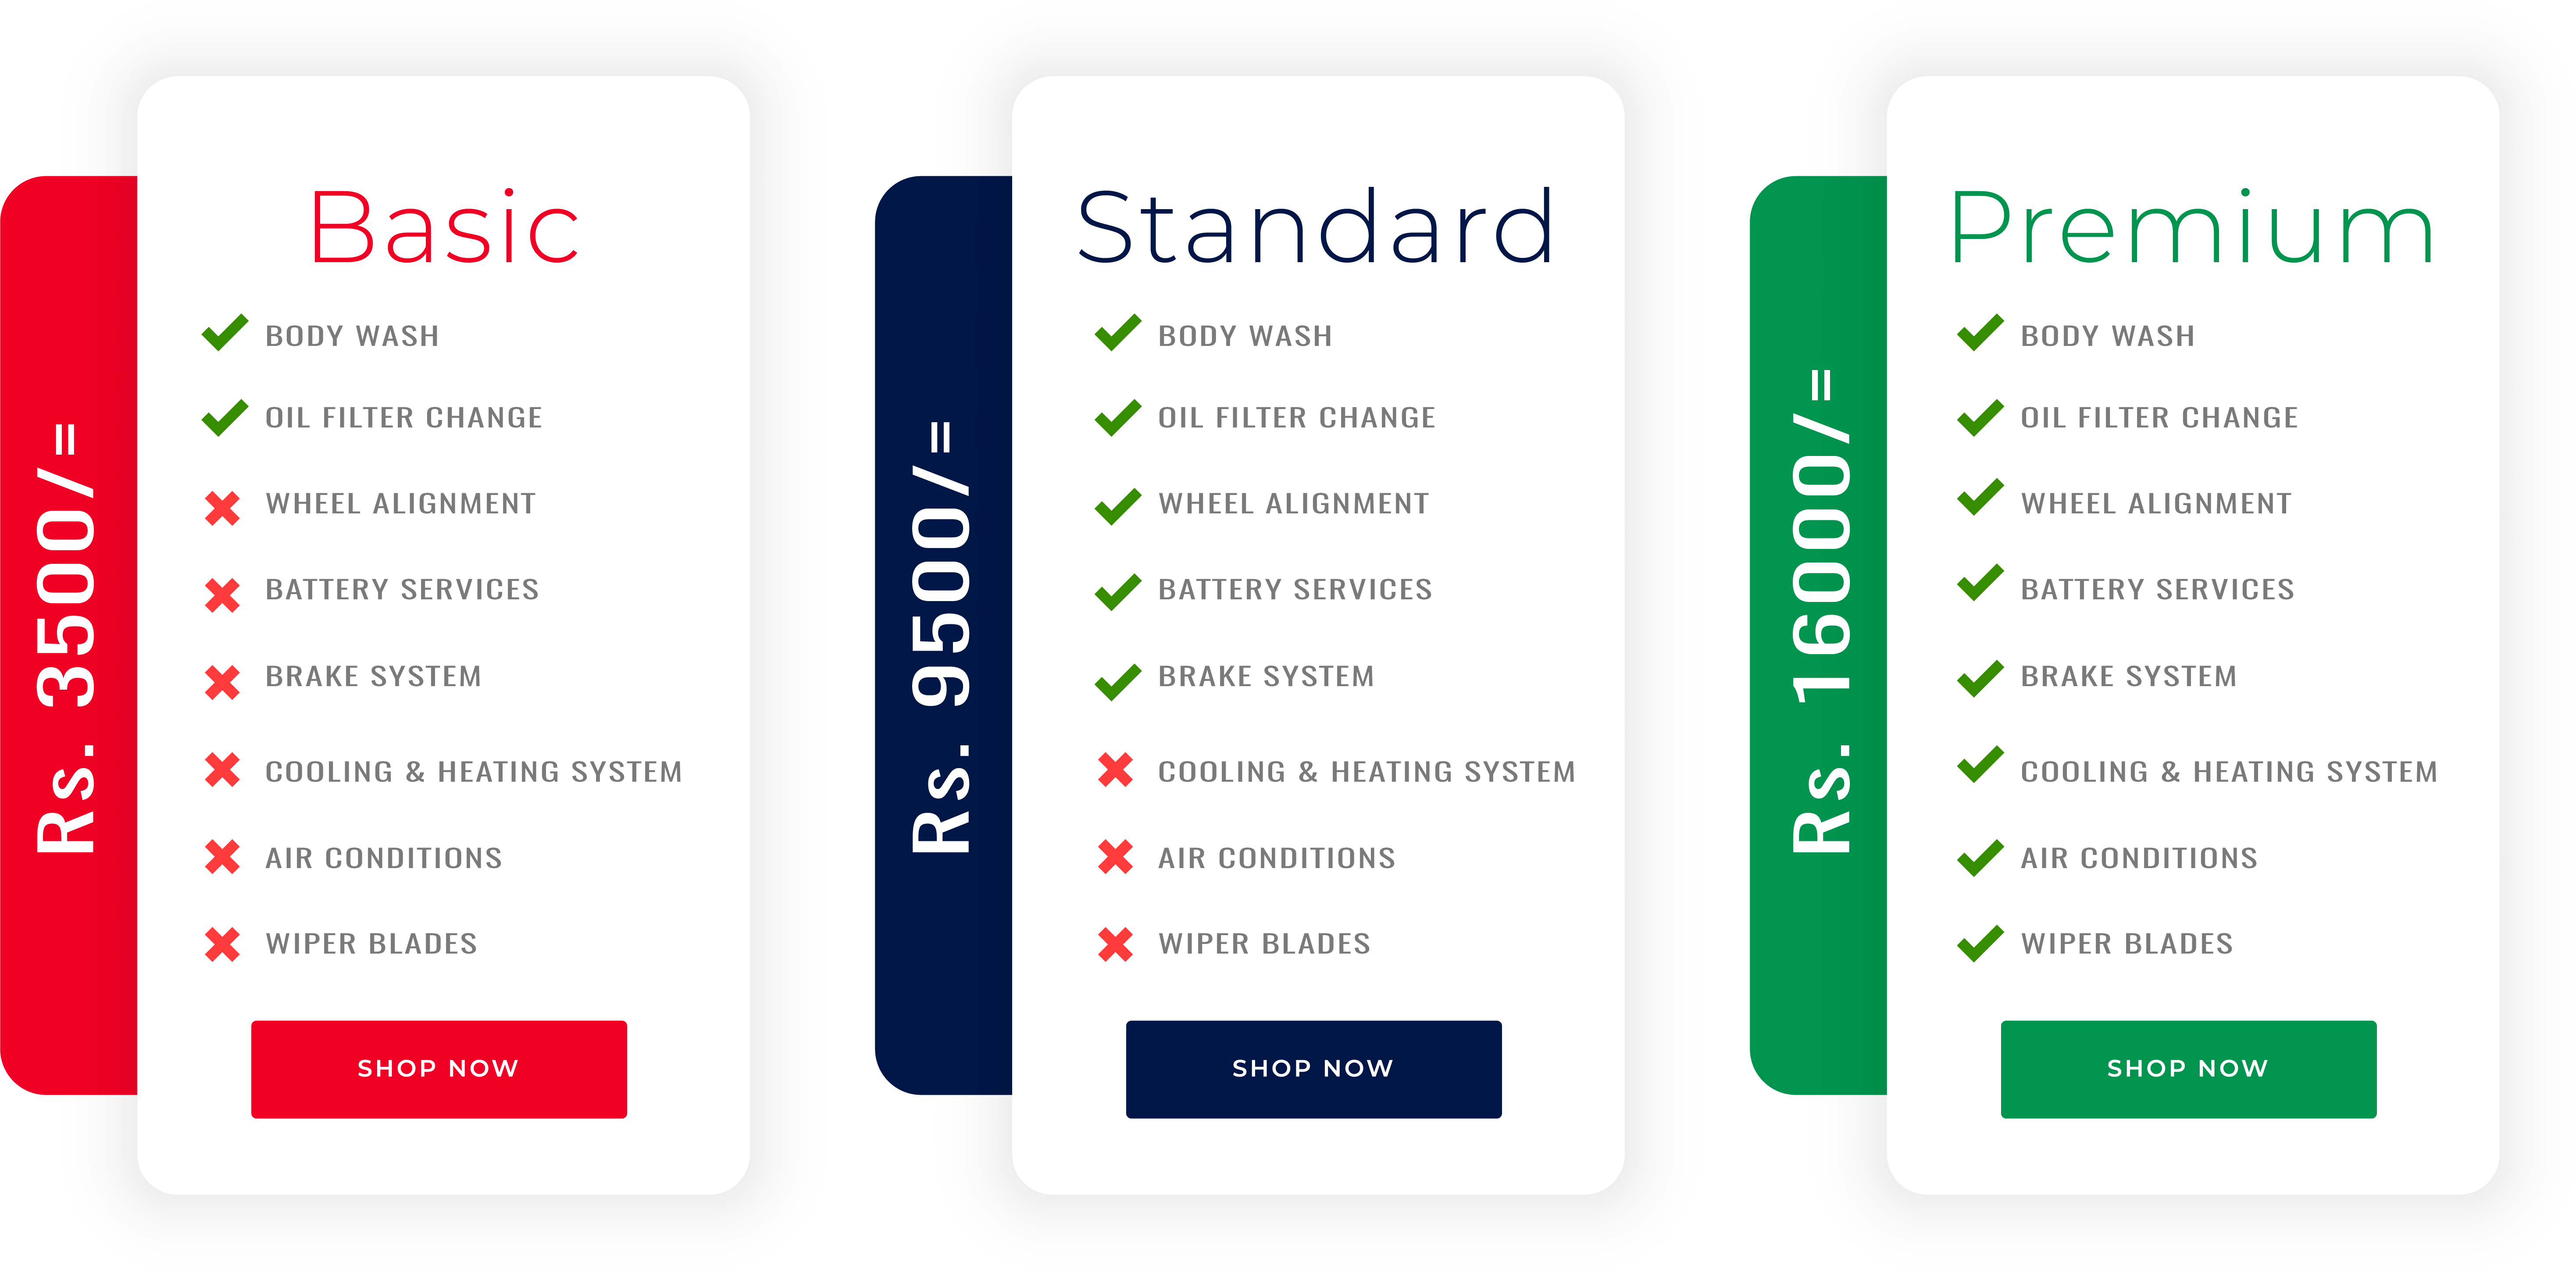 Rs. 3500/=
Basic
BODY WASH
OIL FILTER CHANGE
WHEEL ALIGNMENT
BATTERY SERVICES
BRAKE SYSTEM
COOLING & HEATING SYSTEM
AIR CONDITIONS
WIPER BLADES
SHOP NOW
Rs. 9500/=
Standard
BODY WASH
OIL FILTER CHANGE
WHEEL ALIGNMENT
BATTERY SERVICES
BRAKE SYSTEM
COOLING & HEATING SYSTEM
AIR CONDITIONS
WIPER BLADES
SHOP NOW
Rs. 16000/=
Premium
BODY WASH
OIL FILTER CHANGE
WHEEL ALIGNMENT
BATTERY SERVICES
BRAKE SYSTEM
COOLING & HEATING SYSTEM
AIR CONDITIONS
WIPER BLADES
SHOP NOW